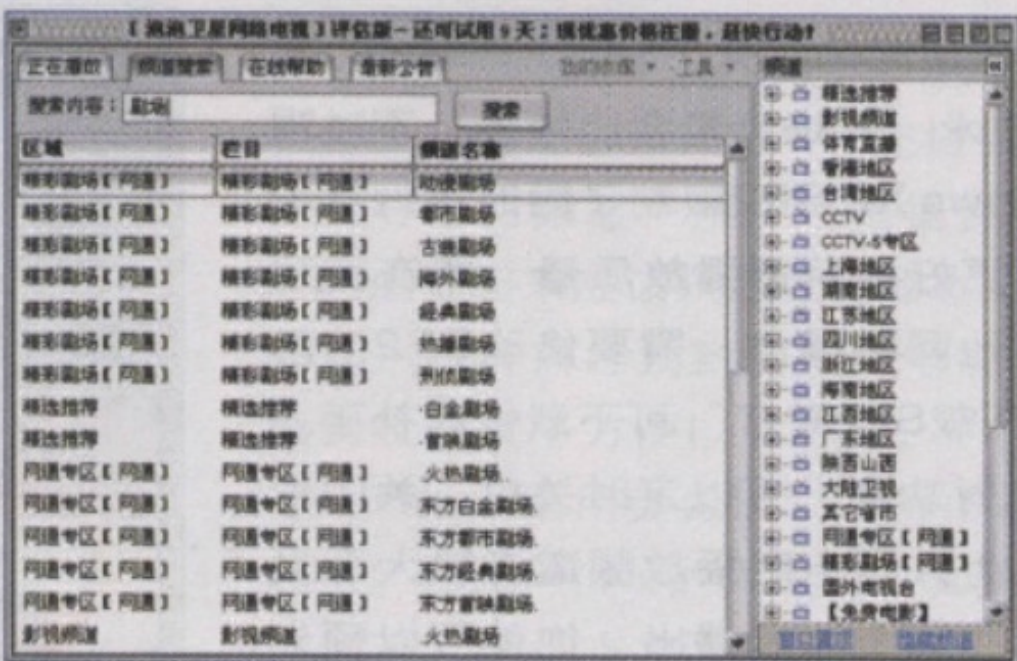 【泡泡卫星网络电视】评估版-还可试用9天;现优惠价格注册,赶快行动!
正在播放 频道搜索 在线帮助 最新公告 我的收藏 工具
搜索内容: 剧场 搜索
区域 栏目 频道名称
精彩剧场【网通】 精彩剧场【网通】 动漫剧场
精彩剧场【网通】 精彩剧场【网通】 都市剧场
精彩剧场【网通】 精彩剧场【网通】 古装剧场
精彩剧场【网通】 精彩剧场【网通】 海外剧场
精彩剧场【网通】 精彩剧场【网通】 经典剧场
精彩剧场【网通】 精彩剧场【网通】 热播剧场
精彩剧场【网通】 精彩剧场【网通】 刑侦剧场
精选推荐 精选推荐 白金剧场
精选推荐 精选推荐 首映剧场
网通专区【网通】 网通专区【网通】 火热剧场.
网通专区【网通】 网通专区【网通】 东方白金剧场.
网通专区【网通】 网通专区【网通】 东方都市剧场.
网通专区【网通】 网通专区【网通】 东方经典剧场.
网通专区【网通】 网通专区【网通】 东方首映剧场.
影视频道 影视频道 火热剧场
频道
精选推荐
影视频道
体育直播
香港地区
台湾地区
CCTV
CCTV-5专区
上海地区
湖南地区
江苏地区
四川地区
浙江地区
海南地区
江西地区
广东地区
陕西山西
大陆卫视
其它省市
网通专区【网通】
精彩剧场【网通】
国外电视台
【免费电影】
窗口置顶 隐藏频道